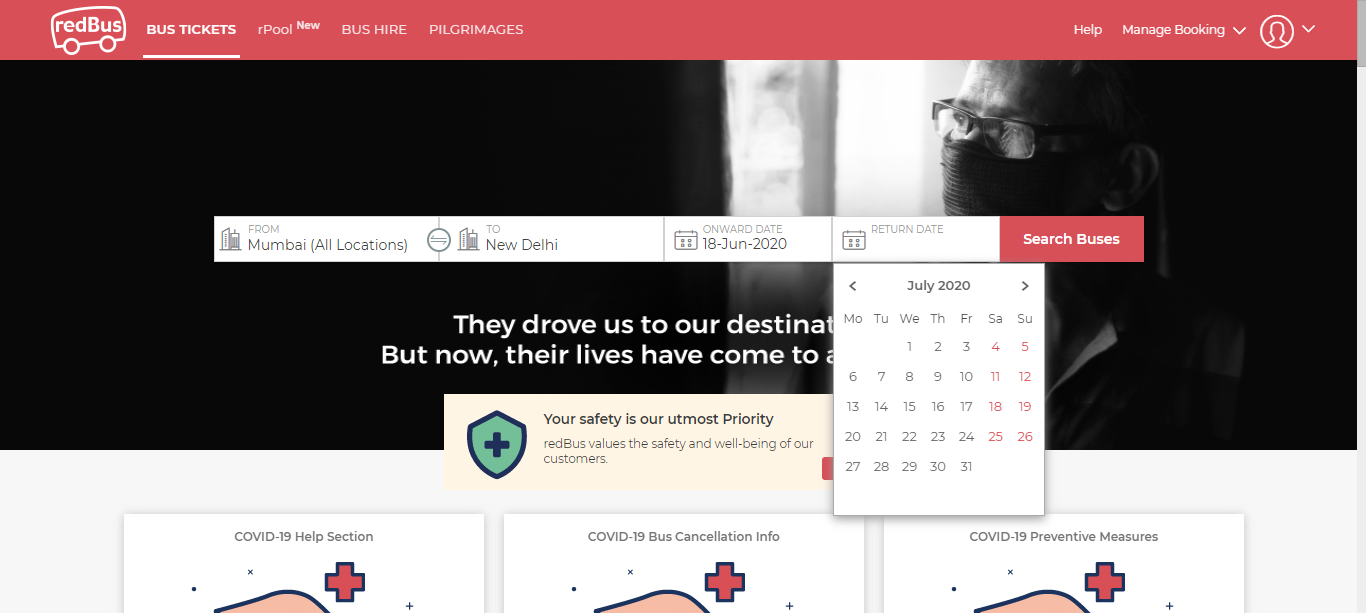 redBus
BUS TICKETS
rPool New
BUS HIRE
PILGRIMAGES
Help
Manage Booking
FROM
Mumbai (All Locations)
TO
New Delhi
ONWARD DATE
18-Jun-2020
RETURN DATE
Search Buses
< July 2020 >
Mo Tu We Th Fr Sa Su
1 2 3 4 5
6 7 8 9 10 11 12
13 14 15 16 17 18 19
20 21 22 23 24 25 26
27 28 29 30 31
They drove us to our
But now, their lives have come to
Your safety is our utmost Priority
redBus values the safety and well-being of our
customers.
COVID-19 Help Section
COVID-19 Bus Cancellation Info
COVID-19 Preventive Measures